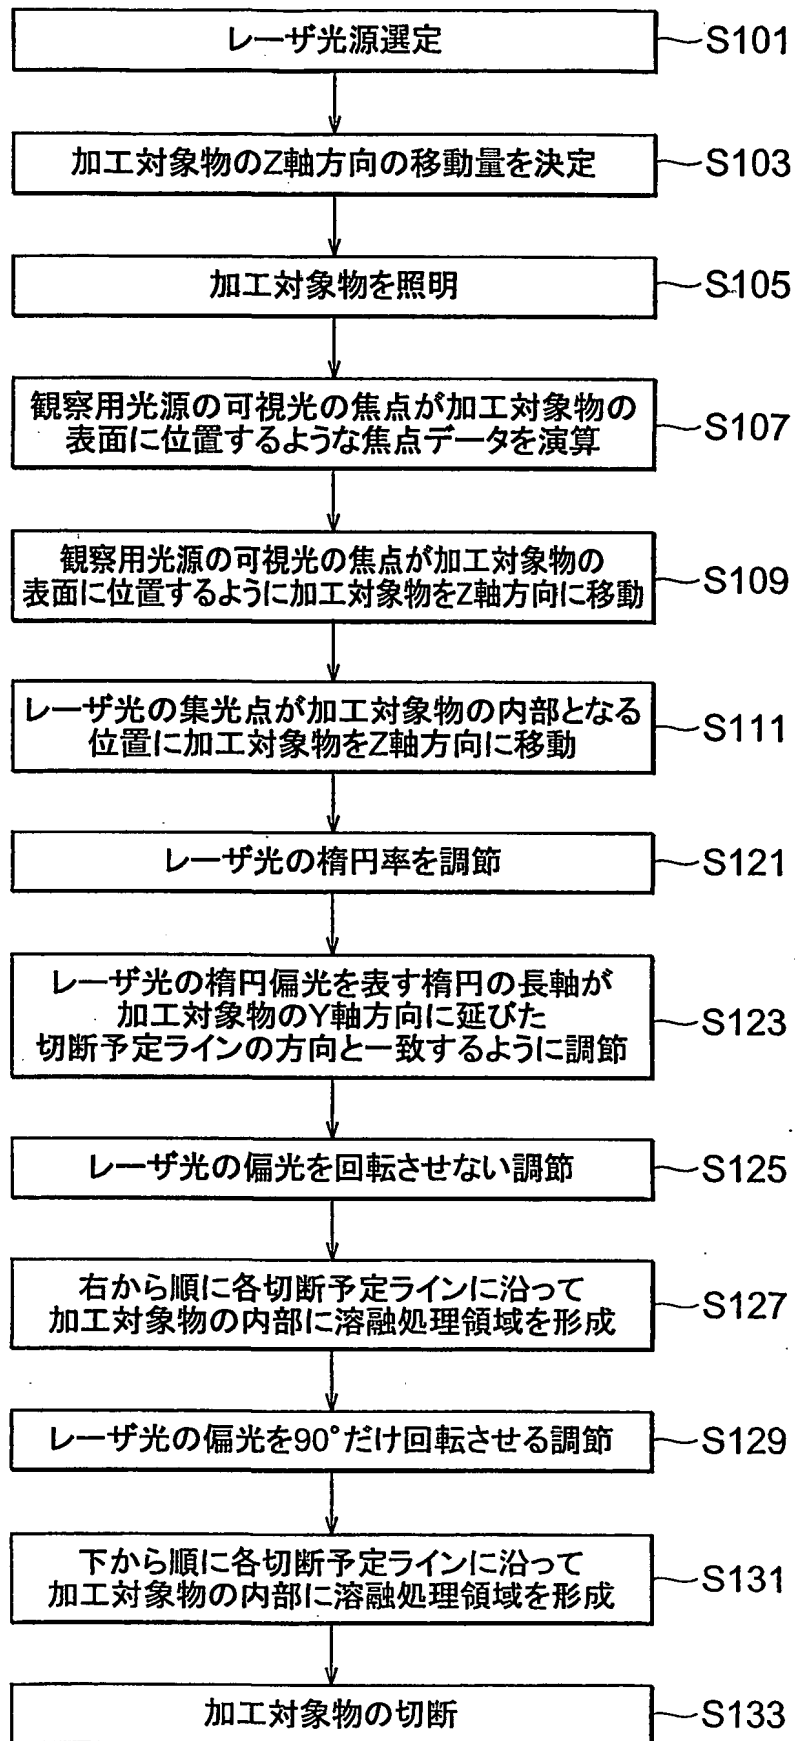 レーザ光源選定
S101
加工対象物のZ軸方向の移動量を決定
S103
加工対象物を照明
S105
観察用光源の可視光の焦点が加工対象物の
表面に位置するような焦点データを演算
S107
観察用光源の可視光の焦点が加工対象物の
表面に位置するように加工対象物をZ軸方向に移動
S109
レーザ光の集光点が加工対象物の内部となる
位置に加工対象物をZ軸方向に移動
S111
レーザ光の楕円率を調節
S121
レーザ光の楕円偏光を表す楕円の長軸が
加工対象物のY軸方向に延びた
切断予定ラインの方向と一致するように調節
S123
レーザ光の偏光を回転させない調節
S125
右から順に各切断予定ラインに沿って
加工対象物の内部に溶融処理領域を形成
S127
レーザ光の偏光を90°だけ回転させる調節
S129
下から順に各切断予定ラインに沿って
加工対象物の内部に溶融処理領域を形成
S131
加工対象物の切断
S133